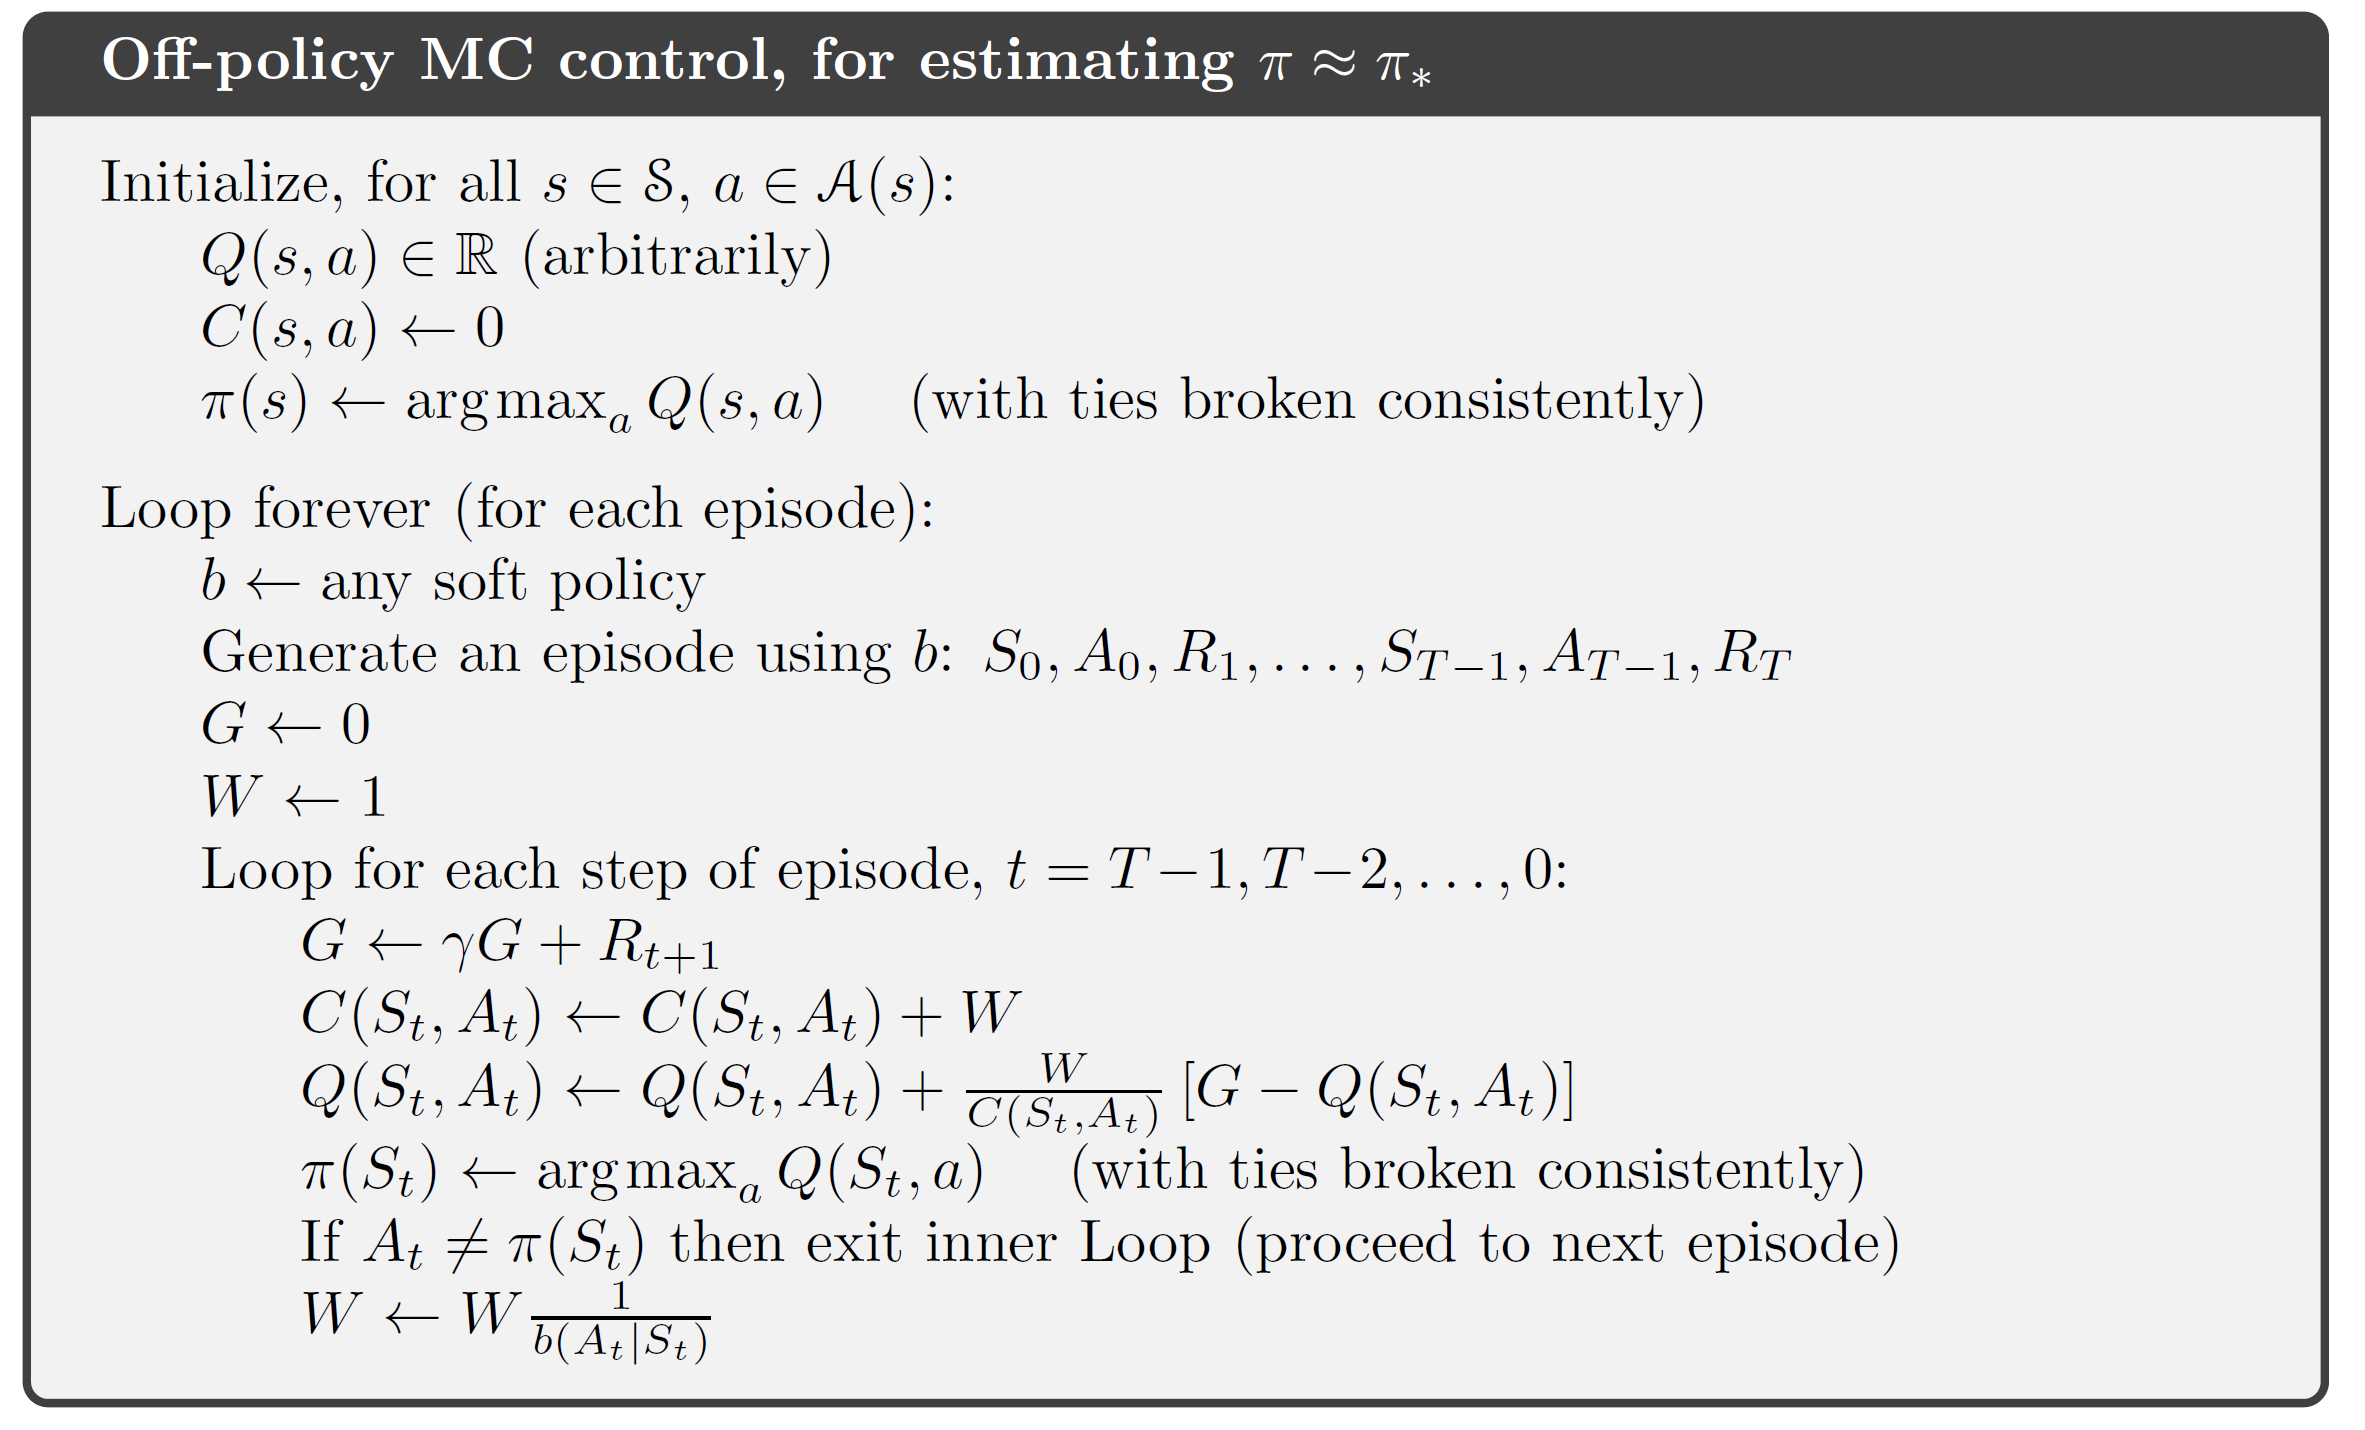 Off-policy MC control, for estimating π ≈ π∗
Initialize, for all s ∈ 𝒮, a ∈ 𝒜(s):
Q(s, a) ∈ ℝ (arbitrarily)
C(s, a) ← 0
π(s) ← argmaxₐ Q(s, a) (with ties broken consistently)
Loop forever (for each episode):
b ← any soft policy
Generate an episode using b: S_0, A_0, R_1, . . . , S_{T−1}, A_{T−1}, R_T
G ← 0
W ← 1
Loop for each step of episode, t = T−1, T−2, . . . , 0:
G ← γG + R_{t+1}
C(S_t, A_t) ← C(S_t, A_t) + W
Q(S_t, A_t) ← Q(S_t, A_t) + \frac{W}{C(S_t,A_t)} [G − Q(S_t, A_t)]
π(S_t) ← argmaxₐ Q(S_t, a) (with ties broken consistently)
If A_t ≠ π(S_t) then exit inner Loop (proceed to next episode)
W ← W \frac{1}{b(A_t|S_t)}